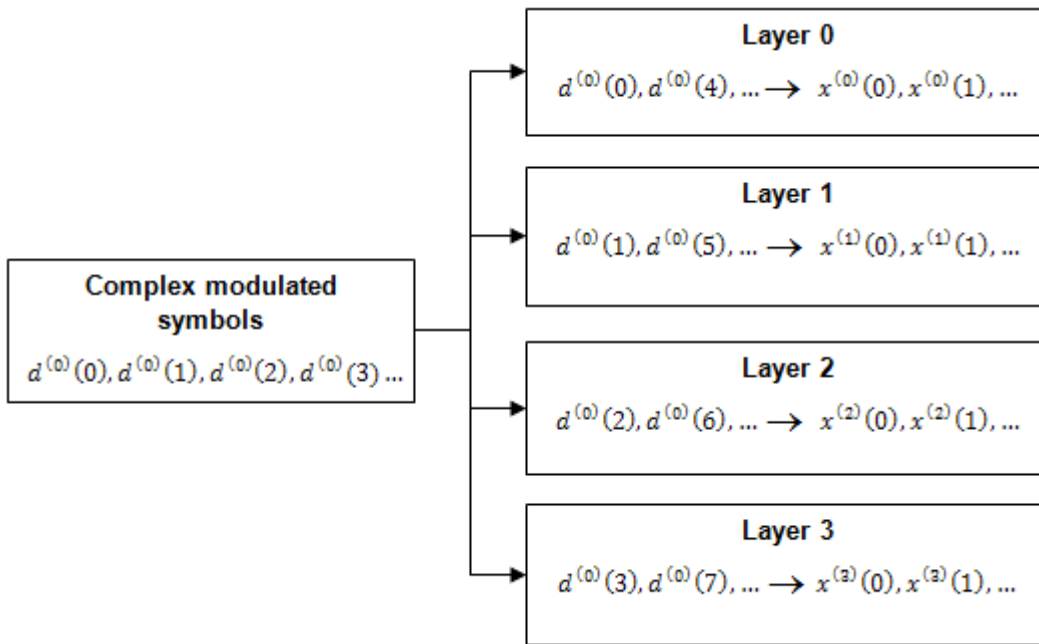 Layer 0
d⁽⁰⁾(0), d⁽⁰⁾(4), ... → x⁽⁰⁾(0), x⁽⁰⁾(1), ...
Layer 1
d⁽⁰⁾(1), d⁽⁰⁾(5), ... → x⁽¹⁾(0), x⁽¹⁾(1), ...
Complex modulated
symbols
d⁽⁰⁾(0), d⁽⁰⁾(1), d⁽⁰⁾(2), d⁽⁰⁾(3) ...
Layer 2
d⁽⁰⁾(2), d⁽⁰⁾(6), ... → x⁽²⁾(0), x⁽²⁾(1), ...
Layer 3
d⁽⁰⁾(3), d⁽⁰⁾(7), ... → x⁽³⁾(0), x⁽³⁾(1), ...